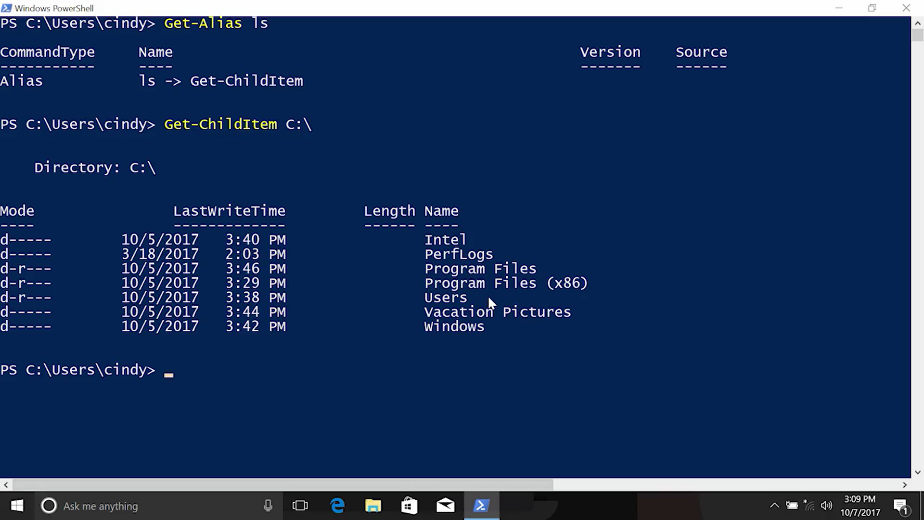 Windows PowerShell
PS C:\Users\cindy> Get-Alias ls
CommandType Name Version Source
----------- ---- ------- ------
Alias ls -> Get-ChildItem
PS C:\Users\cindy> Get-ChildItem C:\
Directory: C:\
Mode LastWriteTime Length Name
---- ------------- ------ ----
d----- 10/5/2017 3:40 PM Intel
d----- 3/18/2017 2:03 PM PerfLogs
d-r--- 10/5/2017 3:46 PM Program Files
d-r--- 10/5/2017 3:29 PM Program Files (x86)
d-r--- 10/5/2017 3:38 PM Users
d----- 10/5/2017 3:44 PM Vacation Pictures
d----- 10/5/2017 3:42 PM Windows
PS C:\Users\cindy> _
Ask me anything
3:09 PM
10/7/2017
1